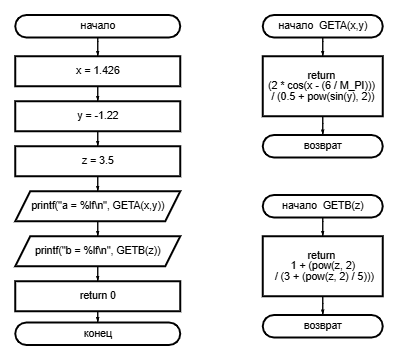 начало
x = 1.426
y = -1.22
z = 3.5
printf("a = %lf\n", GETA(x,y))
printf("b = %lf\n", GETB(z))
return 0
конец
начало GETA(x,y)
return
(2 * cos(x - (6 / M_PI)))
/ (0.5 + pow(sin(y), 2))
возврат
начало GETB(z)
return
1 + (pow(z, 2)
/ (3 + (pow(z, 2) / 5)))
возврат